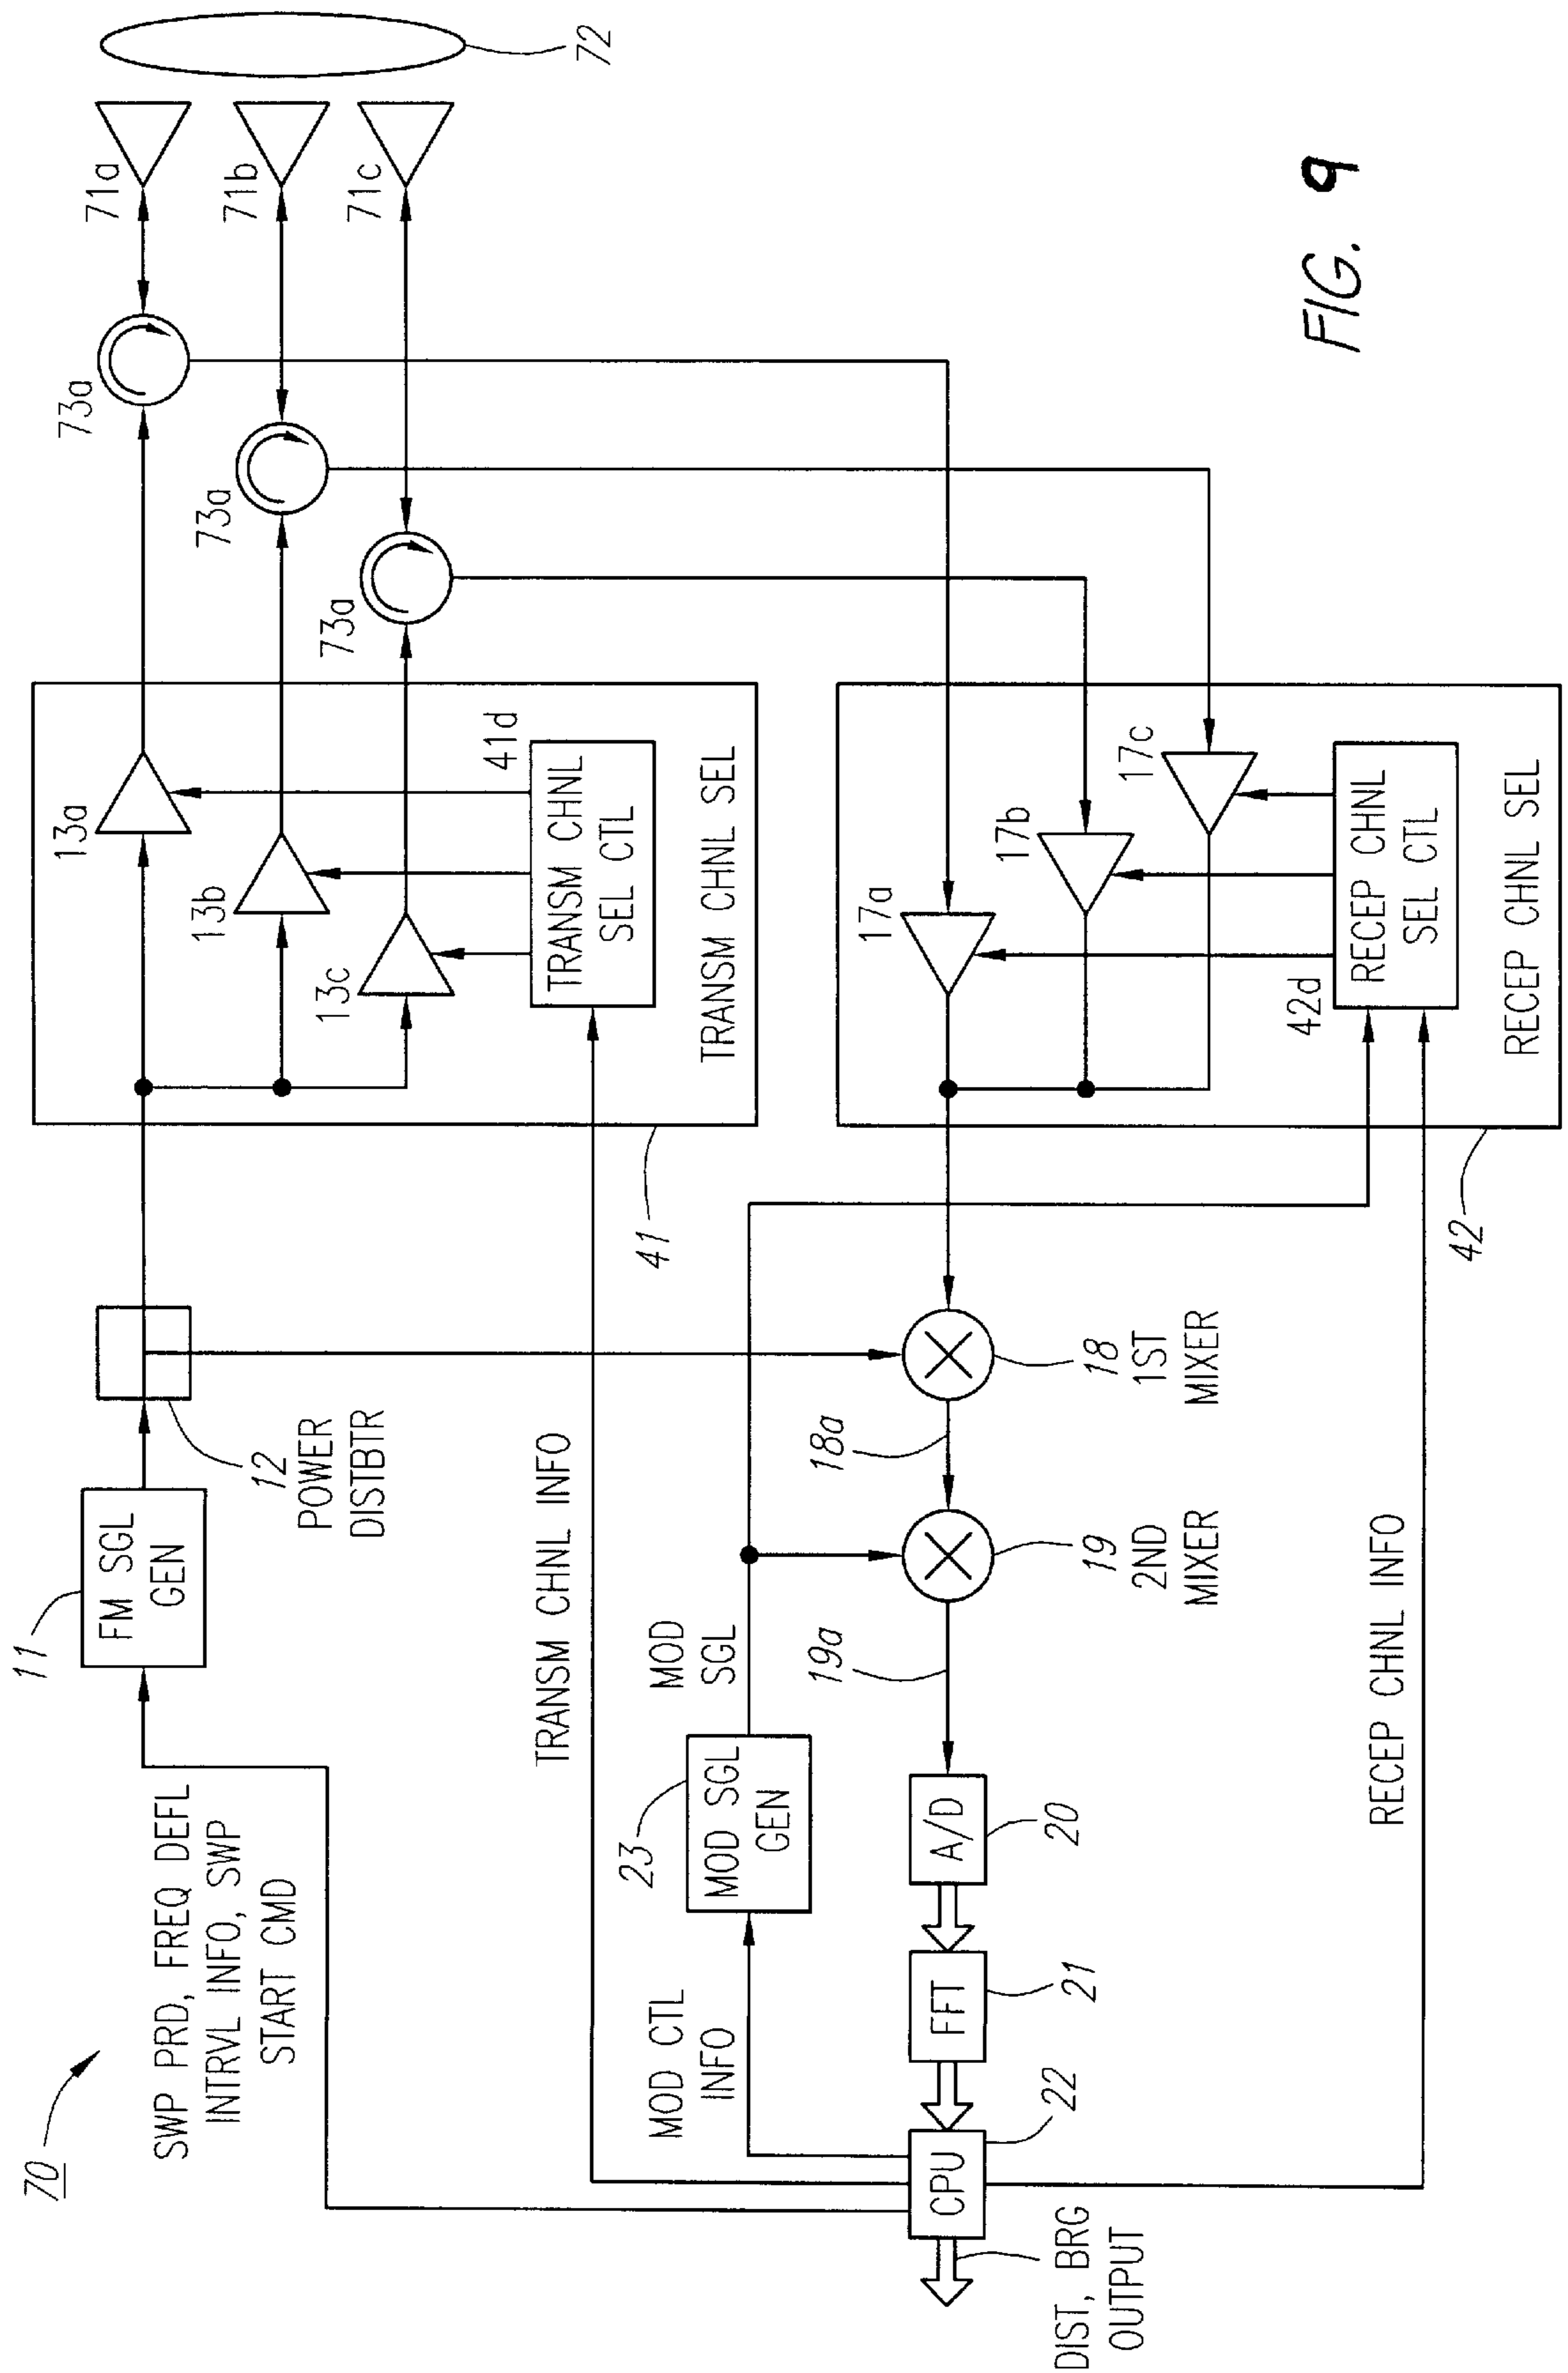 70
SWP PRD, FREQ DEFL
INTRVL INFO, SWP
START CMD
11
FM SGL
GEN
12
POWER
DISTBTR
13a
13b
13c
41d
TRANSM CHNL
SEL CTL
TRANSM CHNL SEL
41
73a
73a
73a
71a
71b
71c
72
TRANSM CHNL INFO
MOD CTL
INFO
23
MOD SGL
GEN
MOD
SGL
DIST, BRG
OUTPUT
CPU
22
FFT
21
A/D
20
19a
19
2ND
MIXER
18a
18
1ST
MIXER
17a
17b
17c
42d
RECEP CHNL
SEL CTL
RECEP CHNL SEL
42
RECEP CHNL INFO
FIG. 9